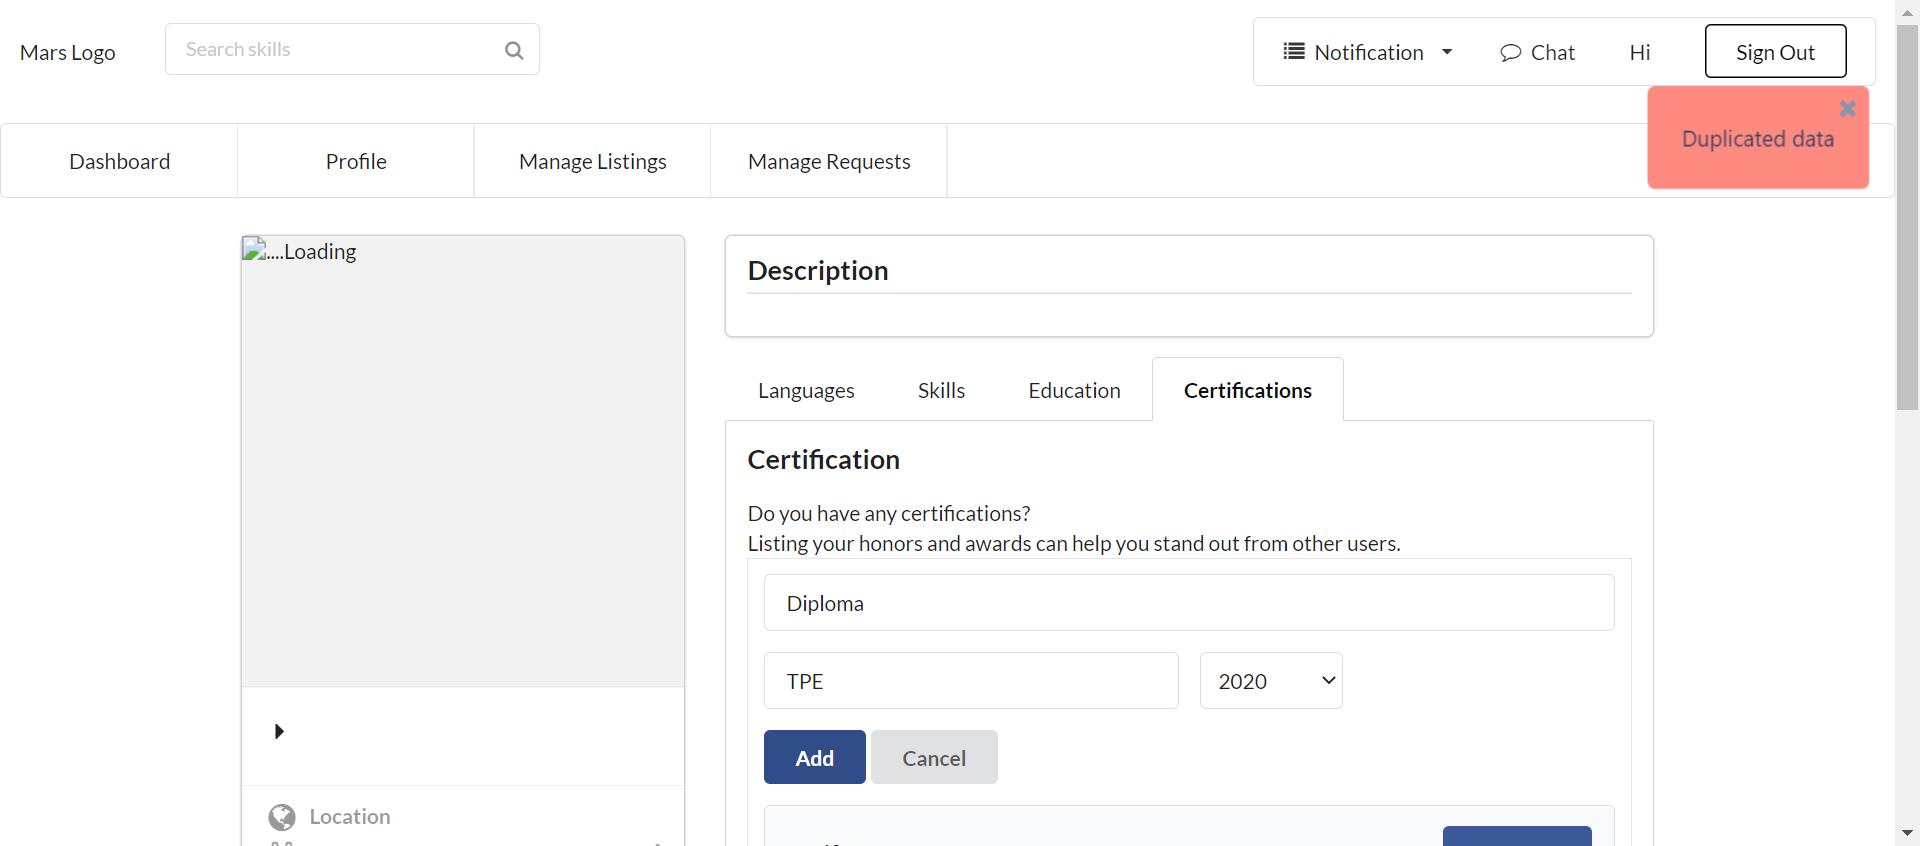 Mars Logo
Search skills
Notification
Chat
Hi
Sign Out
Duplicated data
Dashboard
Profile
Manage Listings
Manage Requests
....Loading
Description
Languages
Skills
Education
Certifications
Certification
Do you have any certifications?
Listing your honors and awards can help you stand out from other users.
Diploma
TPE
2020
Add
Cancel
Location